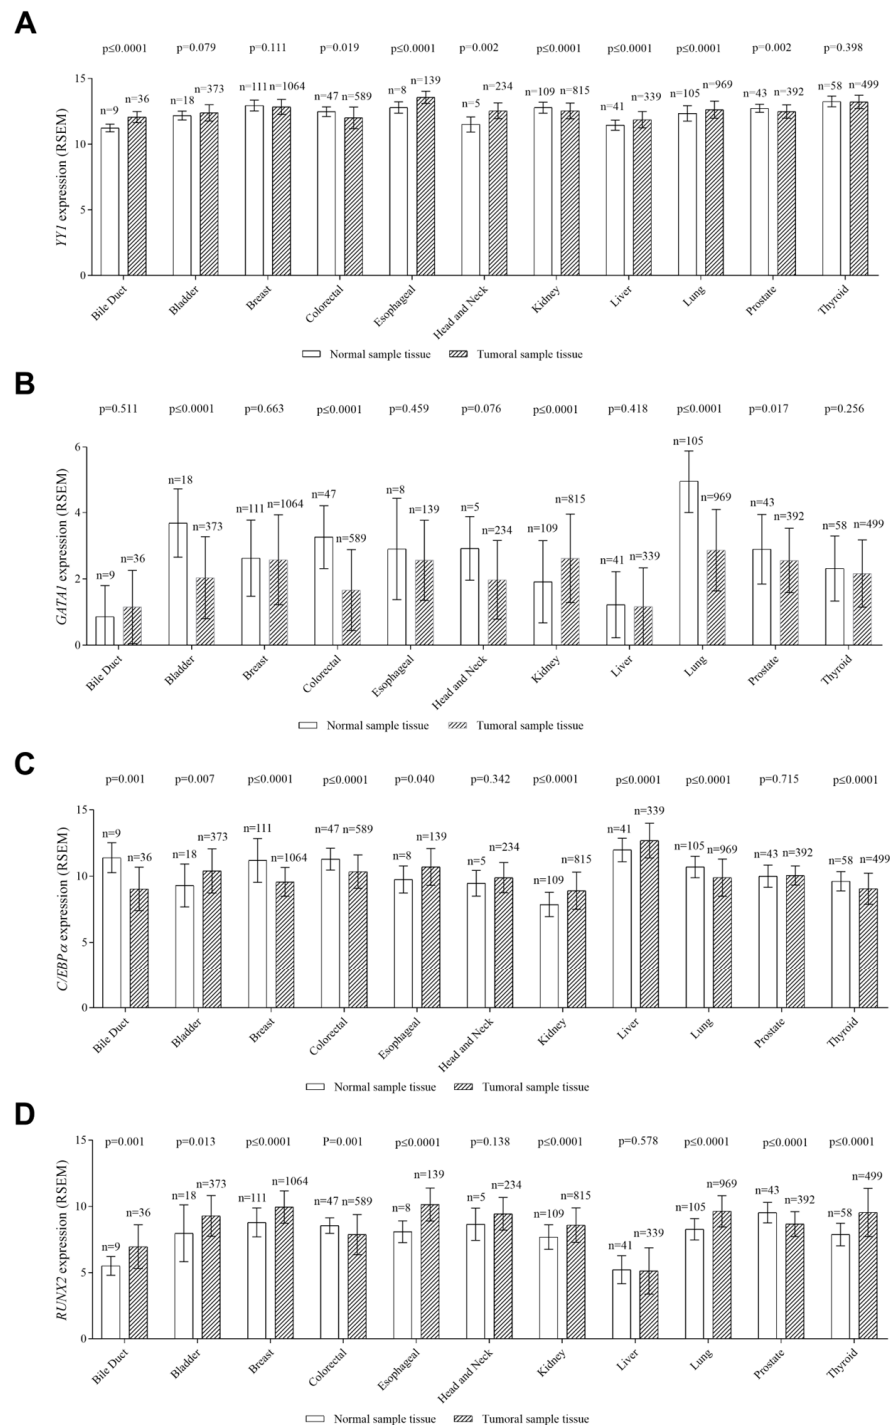 A
p≤0.0001 p=0.079 p=0.111 p=0.019 p≤0.0001 p=0.002 p≤0.0001 p≤0.0001 p≤0.0001 p=0.002 p=0.398
YY1 expression (RSEM)
15
10
5
0
n=9 n=36 n=18 n=373 n=111 n=1064 n=47 n=589 n=8 n=139 n=5 n=234 n=109 n=815 n=41 n=339 n=105 n=969 n=43 n=392 n=58 n=499
Bile Duct Bladder Breast Colorectal Esophageal Head and Neck Kidney Liver Lung Prostate Thyroid
Normal sample tissue Tumoral sample tissue
B
p=0.511 p≤0.0001 p=0.663 p≤0.0001 p=0.459 p=0.076 p≤0.0001 p=0.418 p≤0.0001 p=0.017 p=0.256
GATA1 expression (RSEM)
6
4
2
0
n=9 n=36 n=18 n=373 n=111 n=1064 n=47 n=589 n=8 n=139 n=5 n=234 n=109 n=815 n=41 n=339 n=105 n=969 n=43 n=392 n=58 n=499
Bile Duct Bladder Breast Colorectal Esophageal Head and Neck Kidney Liver Lung Prostate Thyroid
Normal sample tissue Tumoral sample tissue
C
p=0.001 p=0.007 p≤0.0001 p≤0.0001 p=0.040 p=0.342 p≤0.0001 p≤0.0001 p≤0.0001 p=0.715 p≤0.0001
C/EBPα expression (RSEM)
15
10
5
0
n=9 n=36 n=18 n=373 n=111 n=1064 n=47 n=589 n=8 n=139 n=5 n=234 n=109 n=815 n=41 n=339 n=105 n=969 n=43 n=392 n=58 n=499
Bile Duct Bladder Breast Colorectal Esophageal Head and Neck Kidney Liver Lung Prostate Thyroid
Normal sample tissue Tumoral sample tissue
D
p=0.001 p=0.013 p≤0.0001 P=0.001 p≤0.0001 p=0.138 p≤0.0001 p=0.578 p≤0.0001 p≤0.0001 p≤0.0001
RUNX2 expression (RSEM)
15
10
5
0
n=9 n=36 n=18 n=373 n=111 n=1064 n=47 n=589 n=8 n=139 n=5 n=234 n=109 n=815 n=41 n=339 n=105 n=969 n=43 n=392 n=58 n=499
Bile Duct Bladder Breast Colorectal Esophageal Head and Neck Kidney Liver Lung Prostate Thyroid
Normal sample tissue Tumoral sample tissue